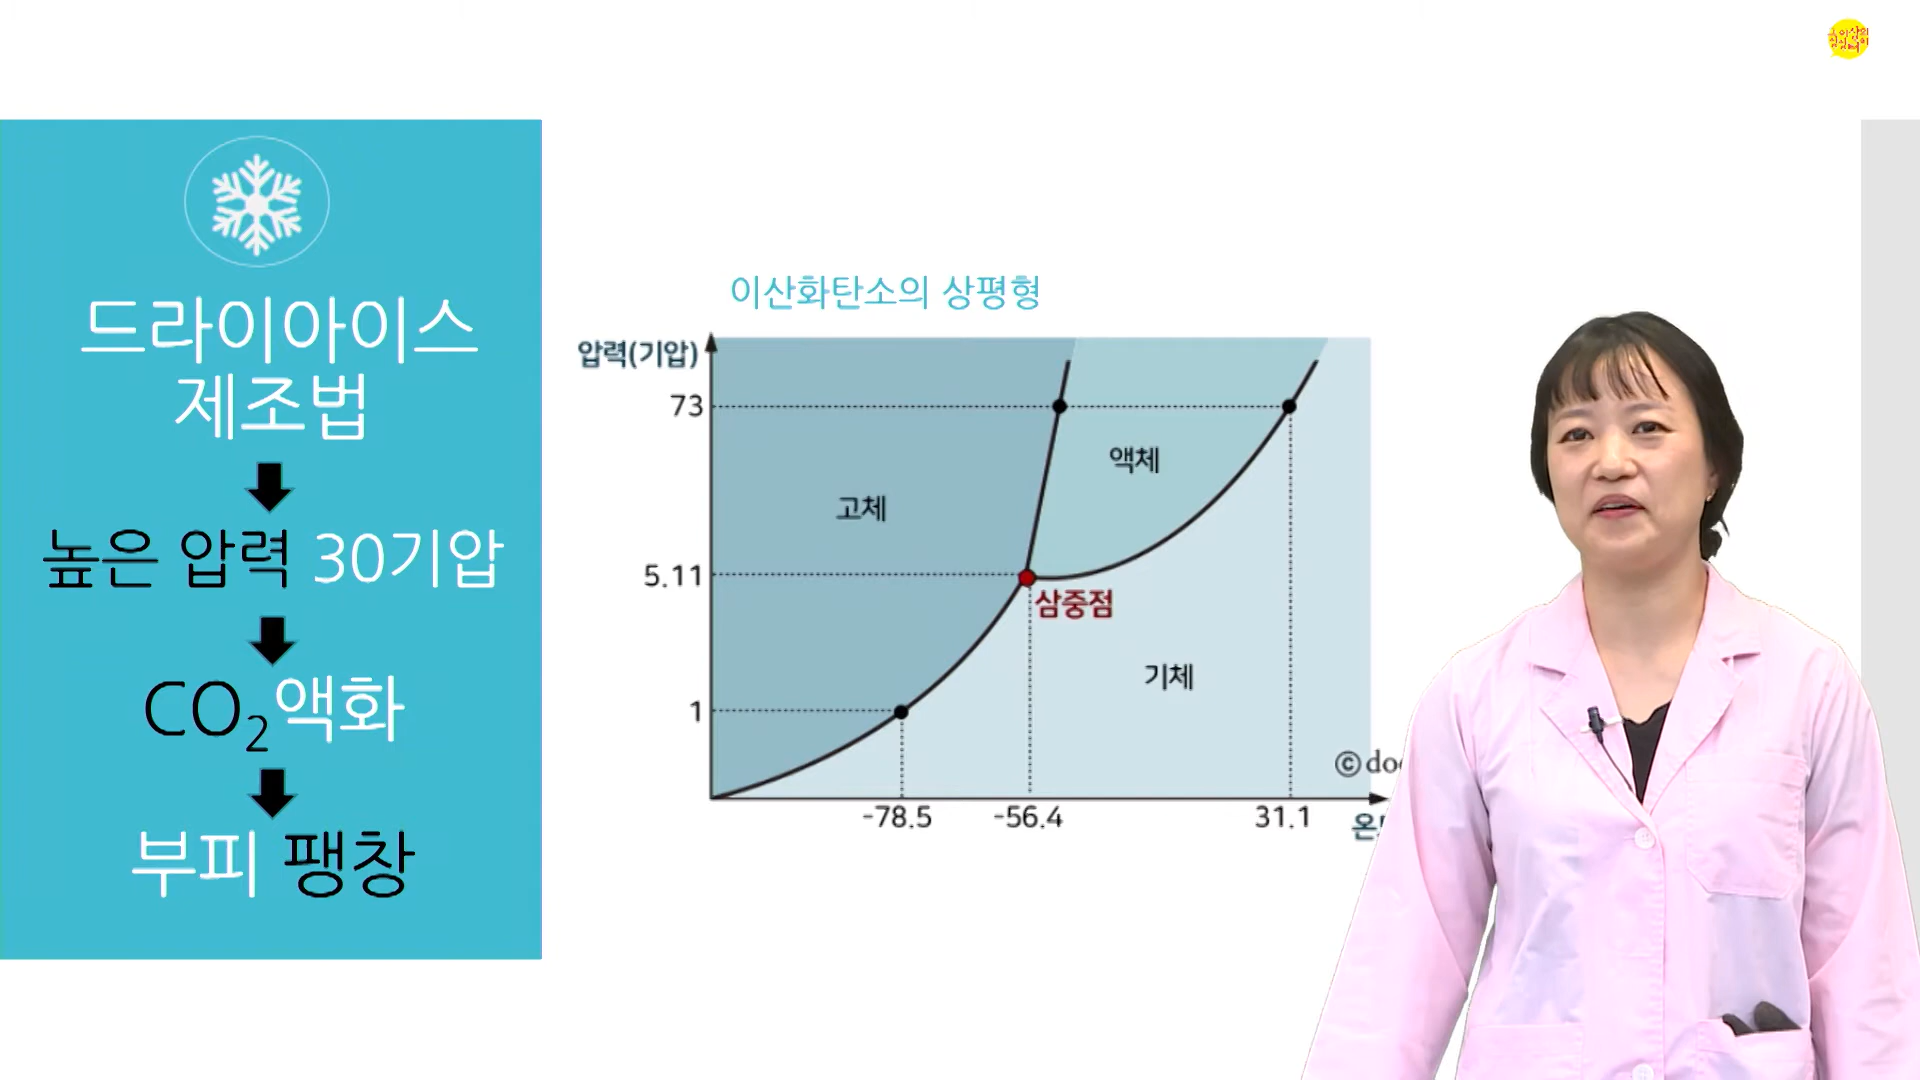 드라이아이스
제조법
높은 압력 30기압
CO₂액화
부피 팽창
이산화탄소의 상평형
압력(기압)
73
액체
고체
5.11
삼중점
기체
1
ⓒ
-78.5
-56.4
31.1